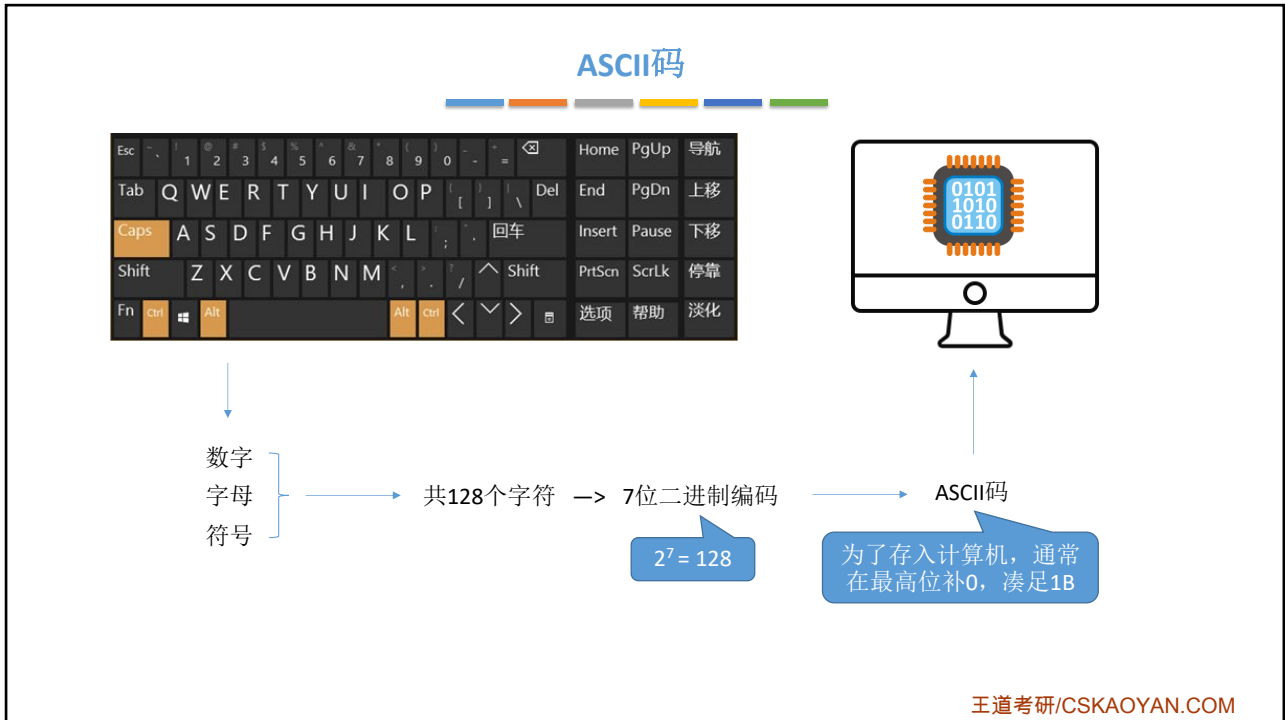 ASCII码
Esc ~ ` ! 1 @ 2 # 3 $ 4 % 5 ^ 6 & 7 * 8 ( 9 ) 0 _ - + = Home PgUp 导航
Tab Q W E R T Y U I O P { [ } ] | \ Del End PgDn 上移
Caps A S D F G H J K L : ; 回车 Insert Pause 下移
Shift Z X C V B N M < , > . ? / Shift PrtScn ScrLk 停靠
Fn Ctrl Alt Alt Ctrl 选项 帮助 淡化
0101
1010
0110
数字
字母
符号
共128个字符 —> 7位二进制编码
ASCII码
2⁷ = 128
为了存入计算机，通常
在最高位补0，凑足1B
王道考研/CSKAOYAN.COM